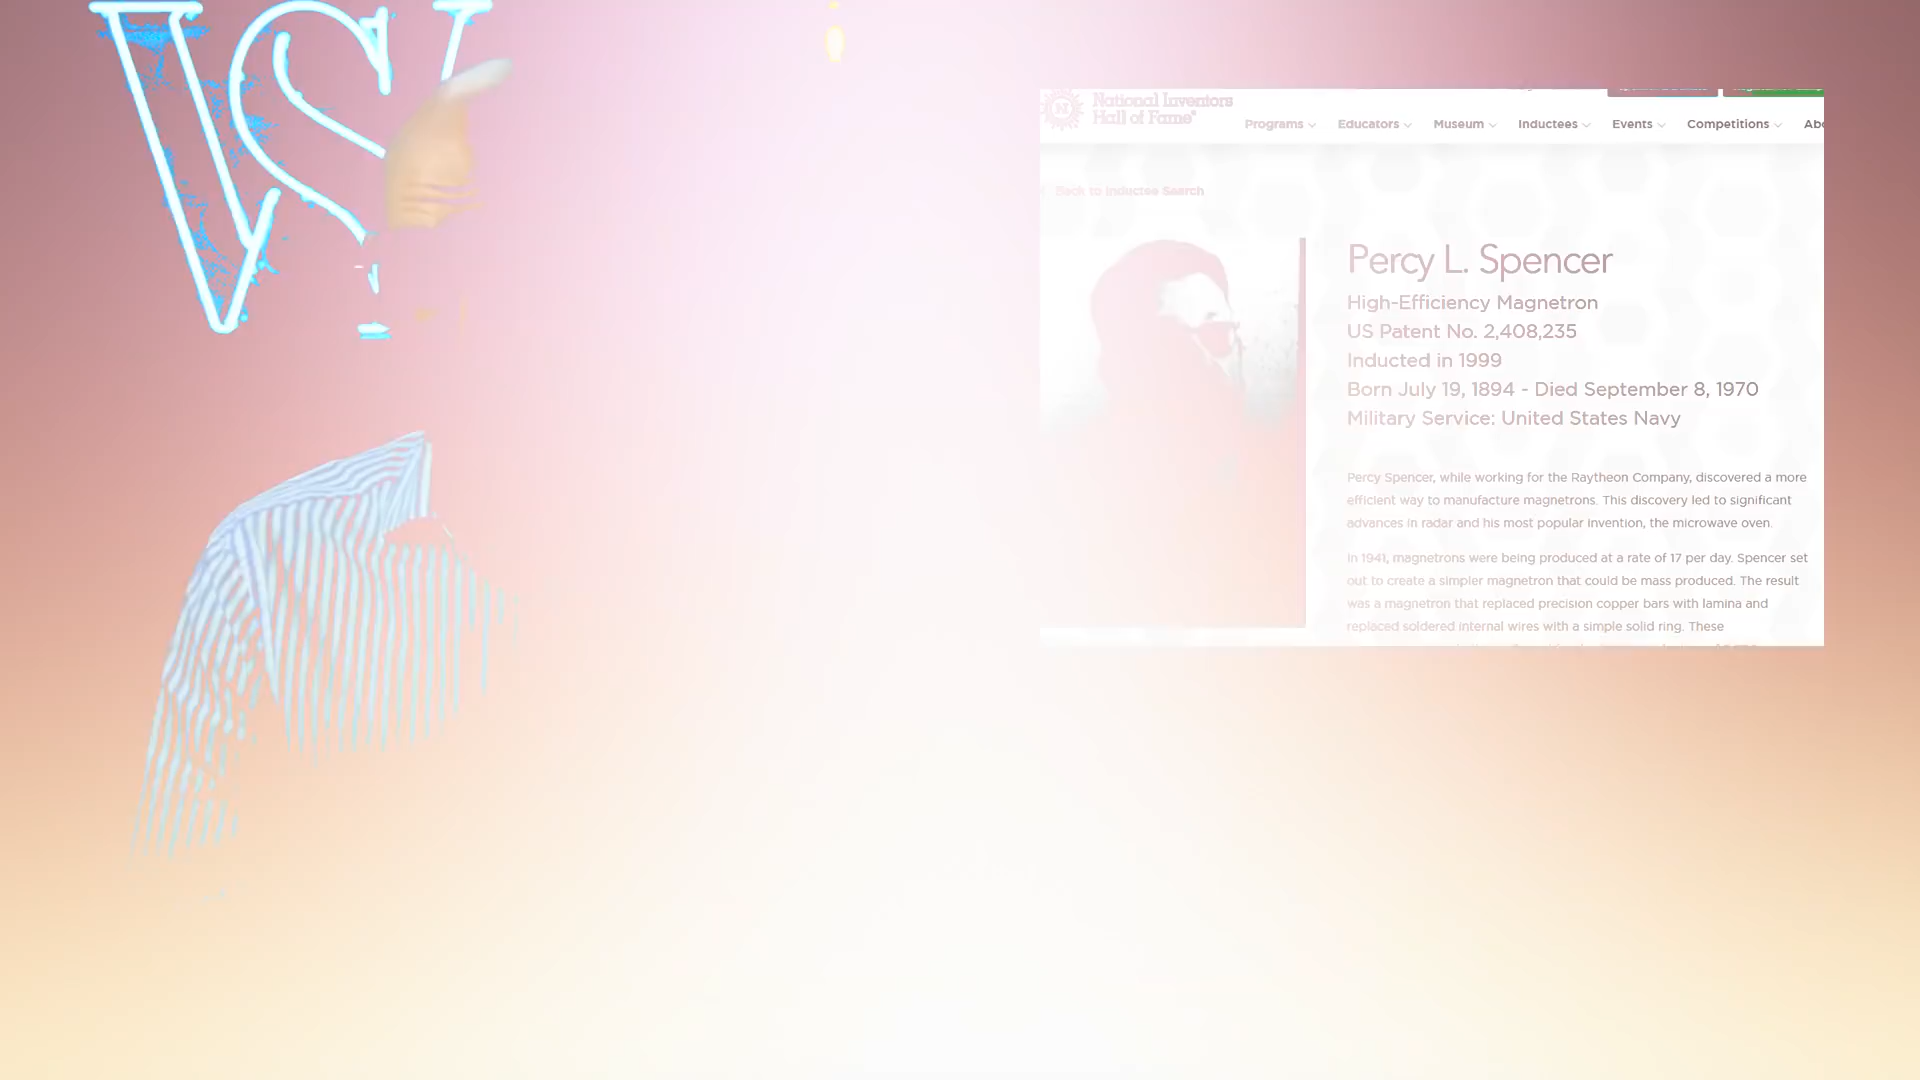 VS
National Inventors
Hall of Fame®
Programs
Educators
Museum
Inductees
Events
Competitions
Back to Inductee Search
Percy L. Spencer
High-Efficiency Magnetron
US Patent No. 2,408,235
Inducted in 1999
Born July 19, 1894 - Died September 8, 1970
Military Service: United States Navy
Percy Spencer, while working for the Raytheon Company, discovered a more
efficient way to manufacture magnetrons. This discovery led to significant
advances in radar and his most popular invention, the microwave oven.
In 1941, magnetrons were being produced at a rate of 17 per day. Spencer set
out to create a simpler magnetron that could be mass produced. The result
was a magnetron that replaced precision copper bars with lamina and
replaced soldered internal wires with a simple solid ring. These